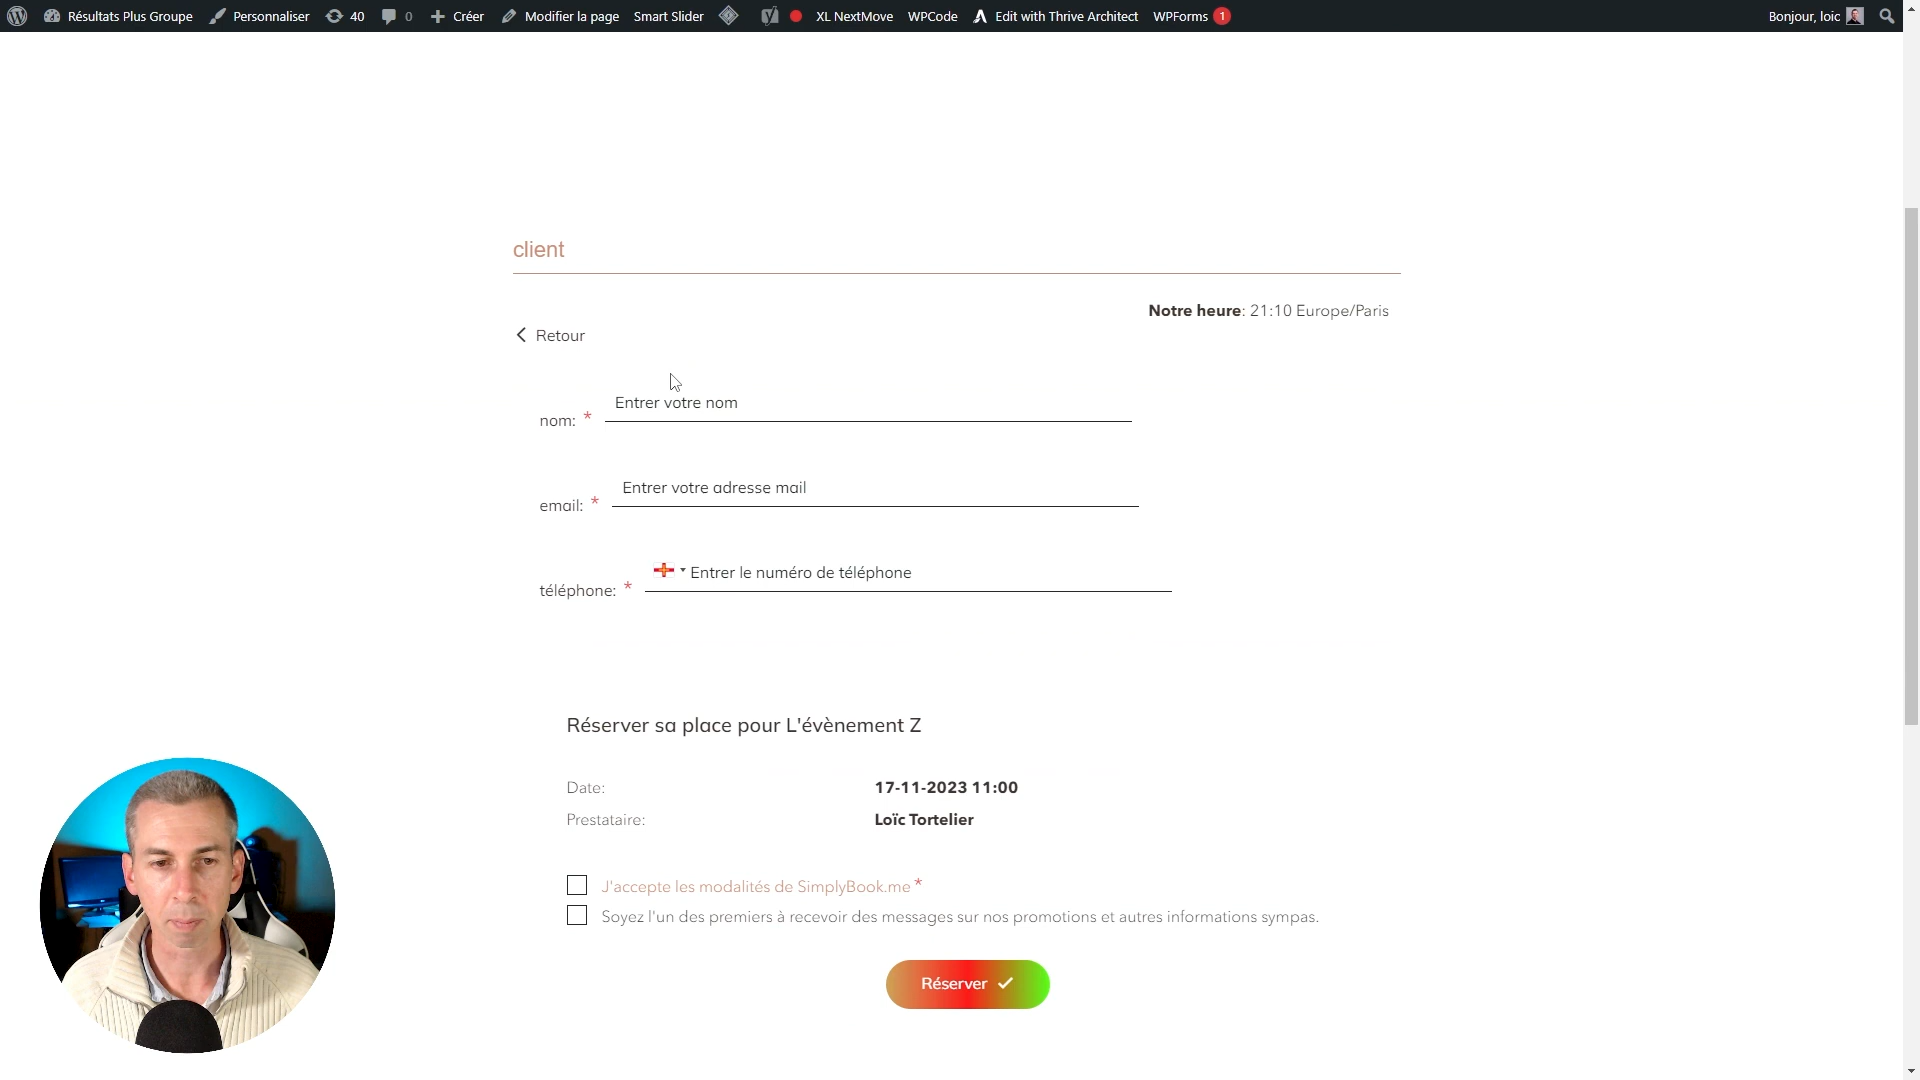 Résultats Plus Groupe Personnaliser 40 0 Créer Modifier la page Smart Slider XL NextMove WPCode Edit with Thrive Architect WPForms 1 Bonjour, loic
client
Notre heure: 21:10 Europe/Paris
Retour
nom: * Entrer votre nom
email: * Entrer votre adresse mail
téléphone: * Entrer le numéro de téléphone
Réserver sa place pour L'évènement Z
Date: 17-11-2023 11:00
Prestataire: Loïc Tortelier
J'accepte les modalités de SimplyBook.me *
Soyez l'un des premiers à recevoir des messages sur nos promotions et autres informations sympas.
Réserver